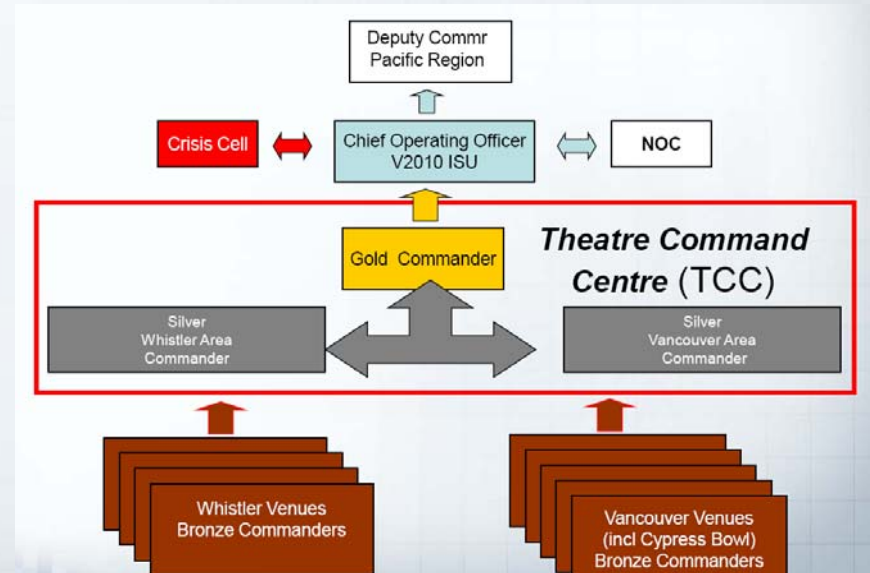 Deputy Commr
Pacific Region
Crisis Cell
Chief Operating Officer
V2010 ISU
NOC
Gold Commander
Theatre Command
Centre (TCC)
Silver
Whistler Area
Commander
Silver
Vancouver Area
Commander
Whistler Venues
Bronze Commanders
Vancouver Venues
(incl Cypress Bowl)
Bronze Commanders